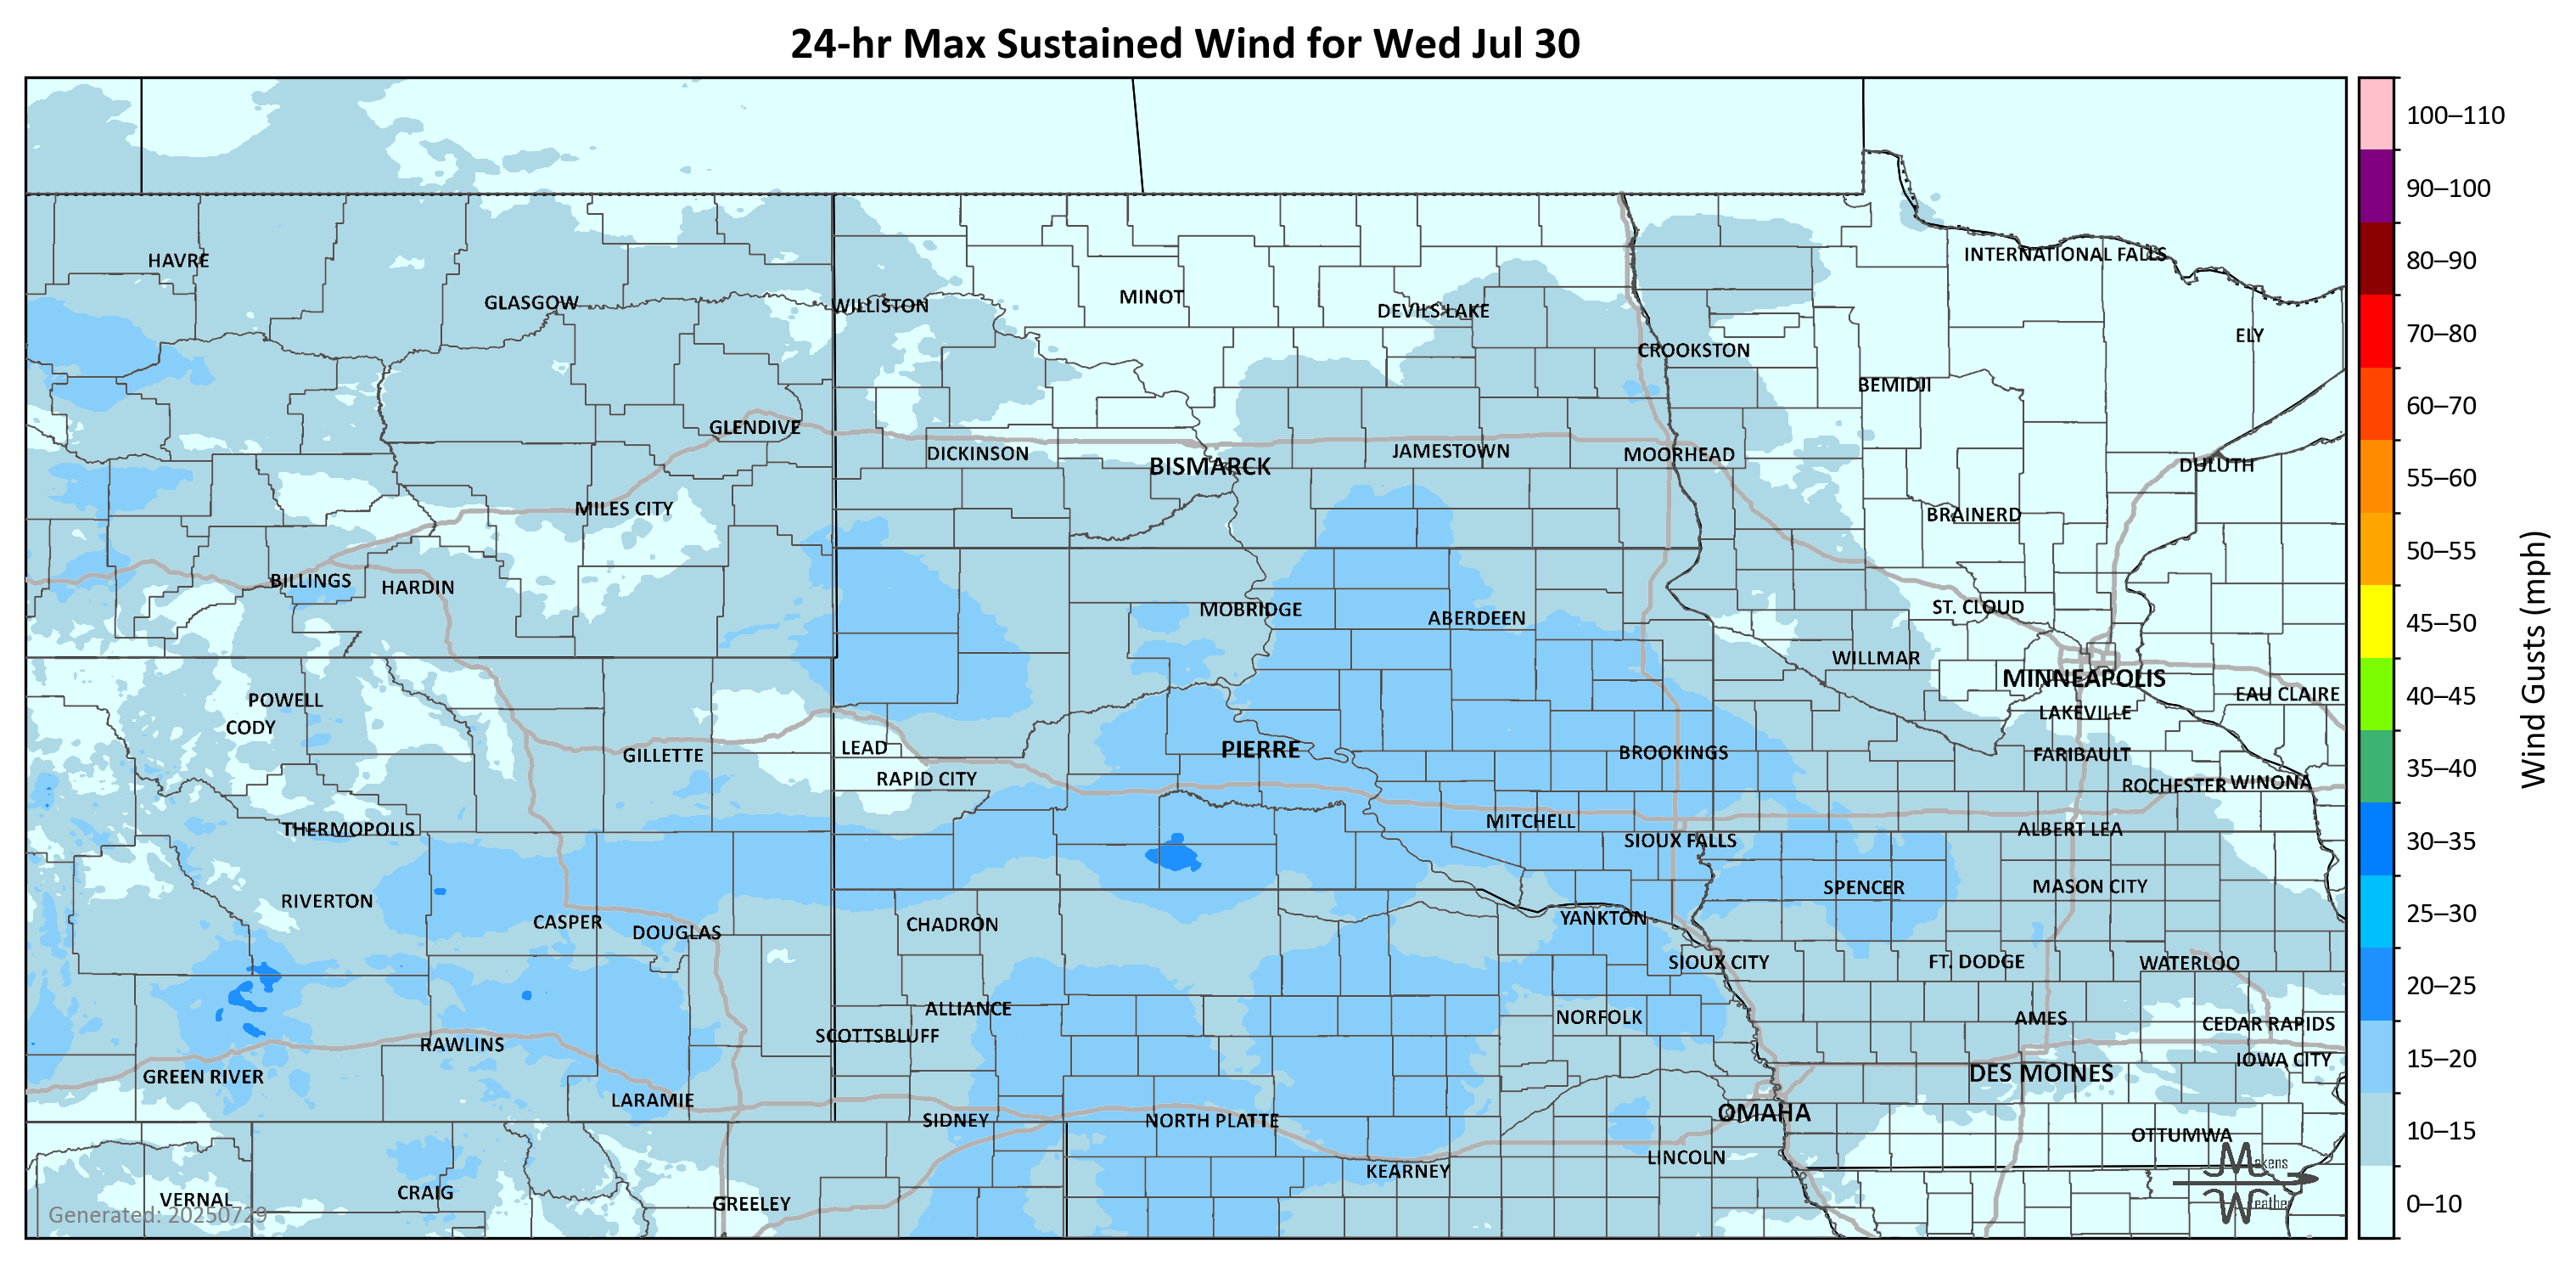 24-hr Max Sustained Wind for Wed Jul 30
100–110
90–100
80–90
70–80
60–70
55–60
50–55
45–50
40–45
35–40
30–35
25–30
20–25
15–20
10–15
0–10
Wind Gusts (mph)
HAVRE
GLASGOW
WILLISTON
MINOT
DEVILS LAKE
INTERNATIONAL FALLS
ELY
CROOKSTON
BEMIDJI
GLENDIVE
DICKINSON
BISMARCK
JAMESTOWN
MOORHEAD
DULUTH
MILES CITY
BRAINERD
BILLINGS
HARDIN
MOBRIDGE
ABERDEEN
ST. CLOUD
WILLMAR
MINNEAPOLIS
EAU CLAIRE
LAKEVILLE
POWELL
CODY
GILLETTE
LEAD
RAPID CITY
PIERRE
BROOKINGS
FARIBAULT
ROCHESTER
WINONA
THERMOPOLIS
MITCHELL
SIOUX FALLS
ALBERT LEA
RIVERTON
CASPER
DOUGLAS
CHADRON
YANKTON
SPENCER
MASON CITY
SIOUX CITY
FT. DODGE
WATERLOO
ALLIANCE
SCOTTSBLUFF
NORFOLK
AMES
CEDAR RAPIDS
IOWA CITY
RAWLINS
GREEN RIVER
LARAMIE
SIDNEY
NORTH PLATTE
OMAHA
DES MOINES
OTTUMWA
KEARNEY
LINCOLN
VERNAL
CRAIG
GREELEY
Generated: 20250729
Makens
Weather